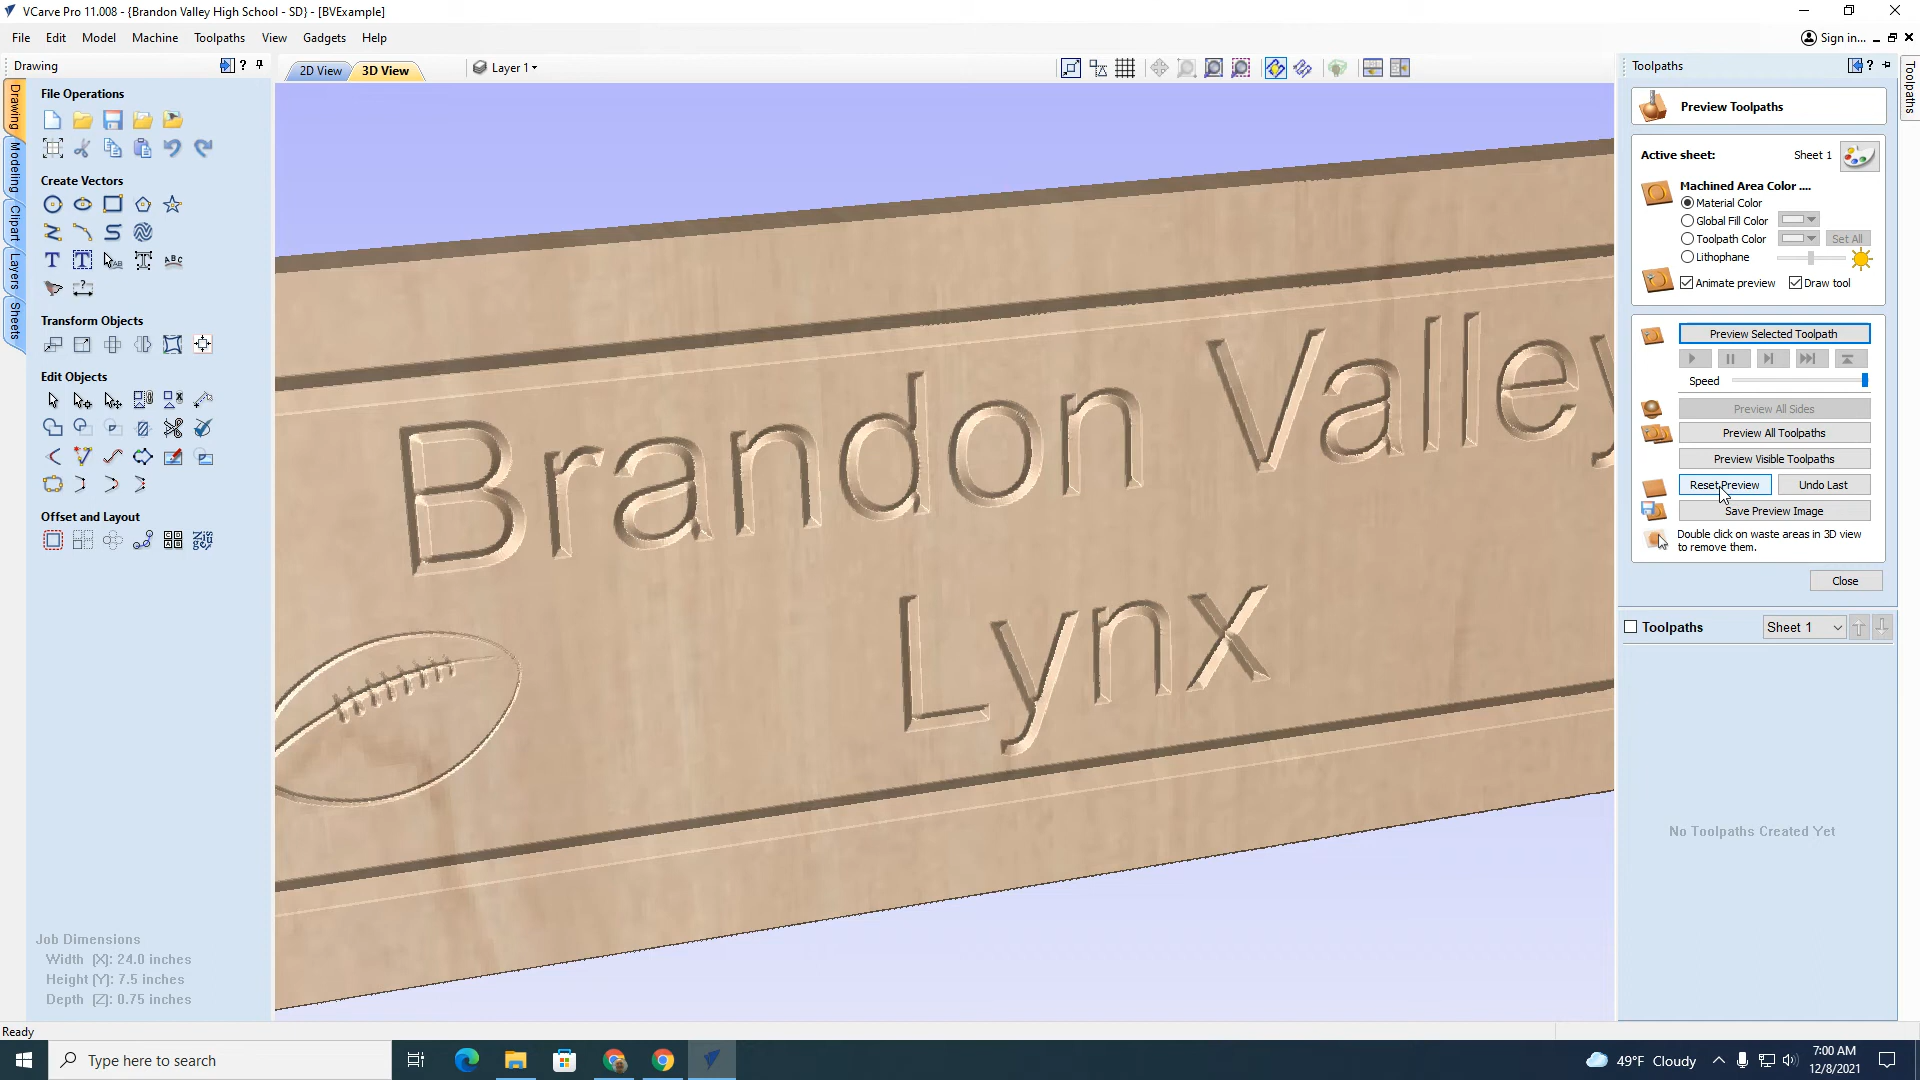 VCarve Pro 11.008 - {Brandon Valley High School - SD} - [BVExample]
File Edit Model Machine Toolpaths View Gadgets Help
Sign in...
Drawing
2D View 3D View Layer 1
Toolpaths
Drawing
Modeling
Clipart
Layers
Sheets
File Operations
Create Vectors
Transform Objects
Edit Objects
Offset and Layout
Job Dimensions
Width (X): 24.0 inches
Height (Y): 7.5 inches
Depth (Z): 0.75 inches
Brandon Valley
Lynx
Toolpaths
Preview Toolpaths
Active sheet: Sheet 1
Machined Area Color ....
Material Color
Global Fill Color
Toolpath Color Set All
Lithophane
Animate preview Draw tool
Preview Selected Toolpath
Speed
Preview All Sides
Preview All Toolpaths
Preview Visible Toolpaths
Reset Preview Undo Last
Save Preview Image
Double click on waste areas in 3D view
to remove them.
Close
Toolpaths Sheet 1
No Toolpaths Created Yet
Ready
Type here to search
49°F Cloudy
7:00 AM
12/8/2021